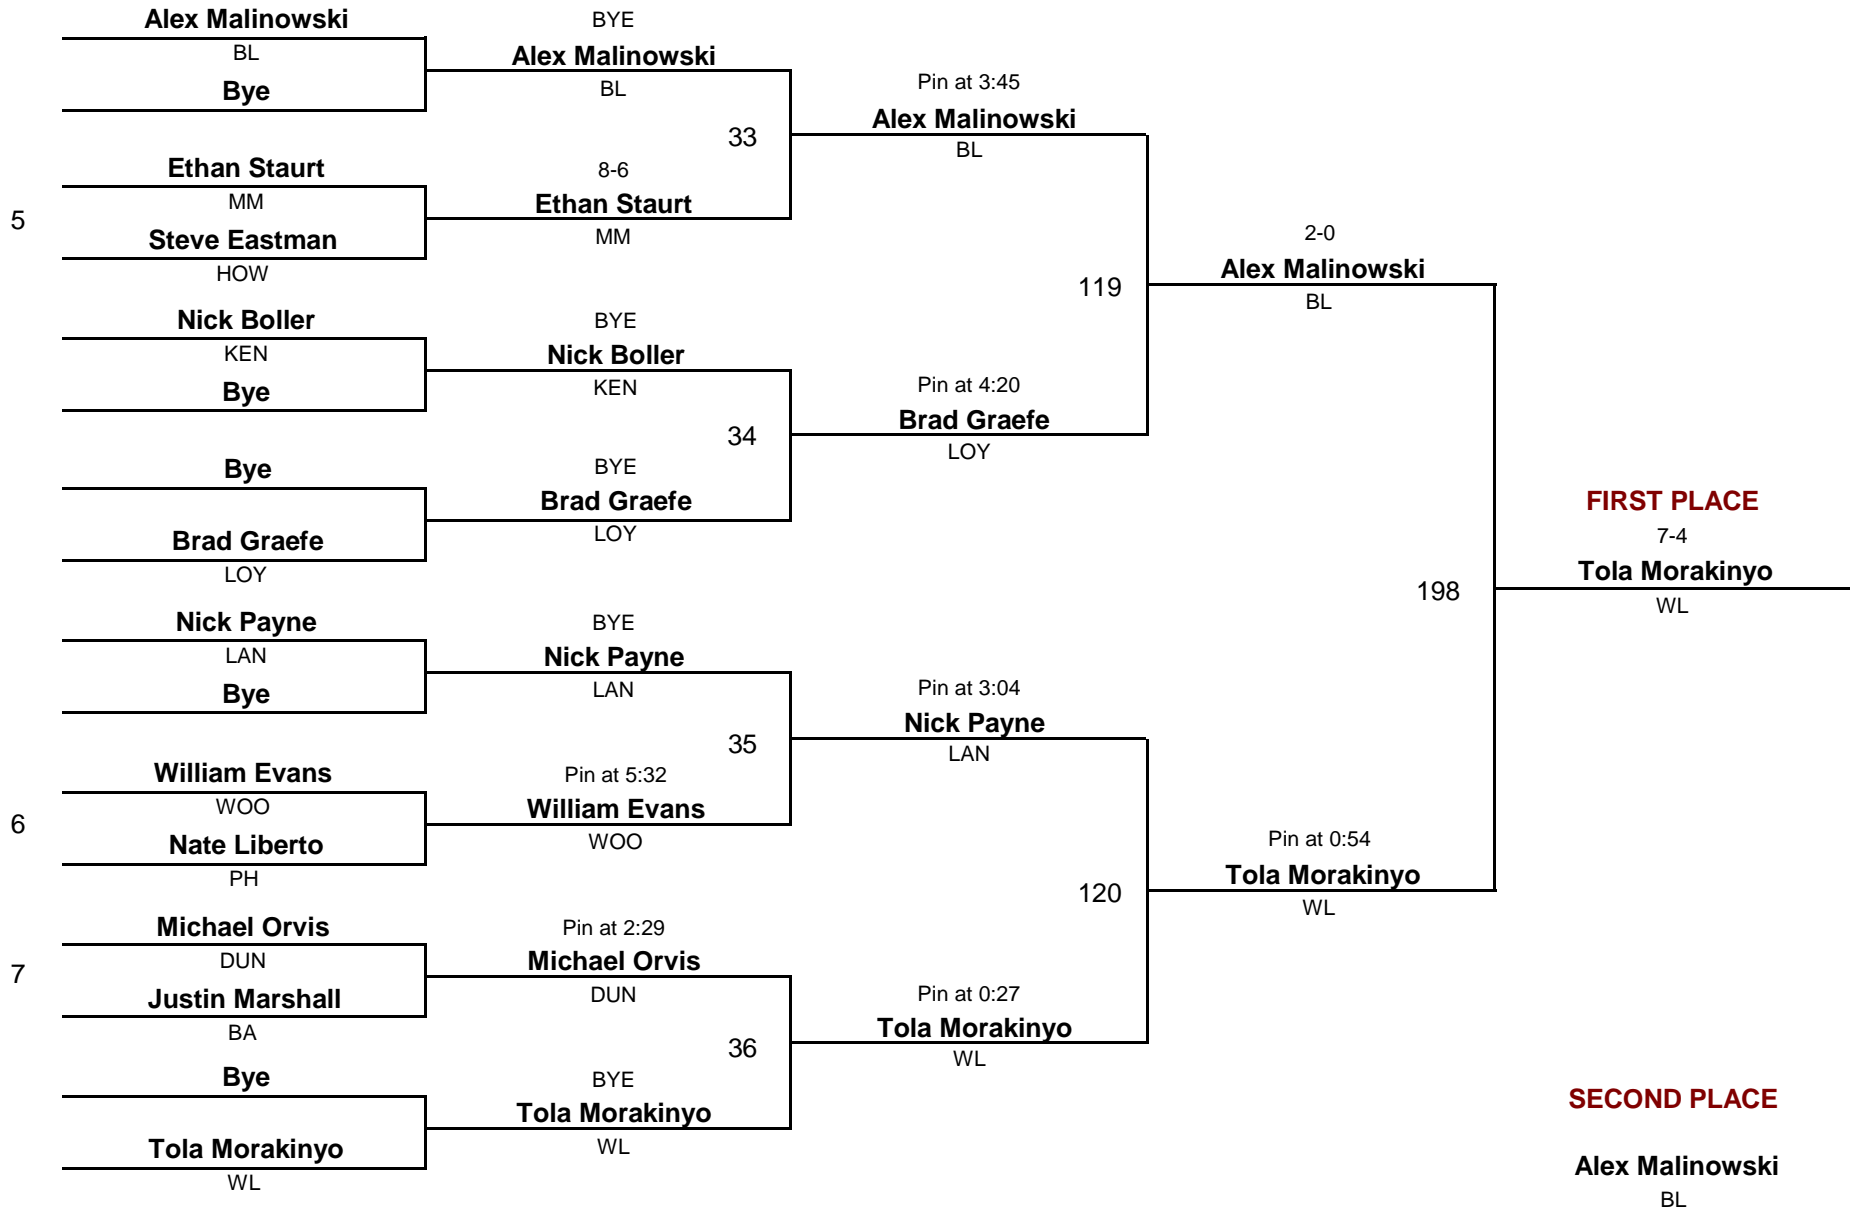 Alex Malinowski
BL
Bye
5
Ethan Staurt
MM
Steve Eastman
HOW
Nick Boller
KEN
Bye
Bye
Brad Graefe
LOY
Nick Payne
LAN
Bye
6
William Evans
WOO
Nate Liberto
PH
7
Michael Orvis
DUN
Justin Marshall
BA
Bye
Tola Morakinyo
WL
BYE
Alex Malinowski
BL
33
8-6
Ethan Staurt
MM
BYE
Nick Boller
KEN
34
BYE
Brad Graefe
LOY
BYE
Nick Payne
LAN
35
Pin at 5:32
William Evans
WOO
Pin at 2:29
Michael Orvis
DUN
36
BYE
Tola Morakinyo
WL
Pin at 3:45
Alex Malinowski
BL
119
Pin at 4:20
Brad Graefe
LOY
Pin at 3:04
Nick Payne
LAN
120
Pin at 0:27
Tola Morakinyo
WL
2-0
Alex Malinowski
BL
198
Pin at 0:54
Tola Morakinyo
WL
FIRST PLACE
7-4
Tola Morakinyo
WL
SECOND PLACE
Alex Malinowski
BL